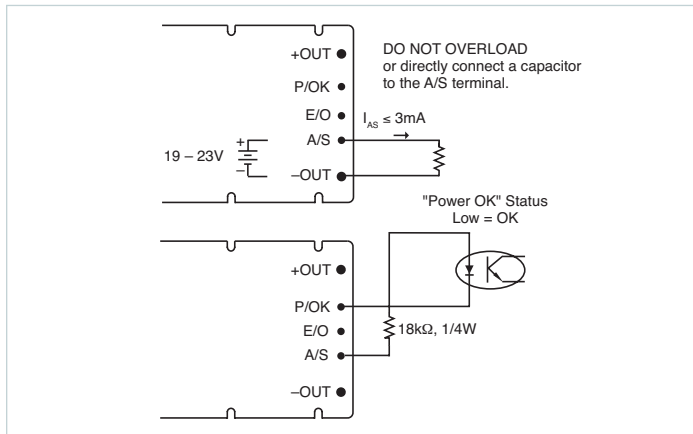 +OUT
P/OK
E/O
A/S
–OUT
19 – 23V
+
–
DO NOT OVERLOAD
or directly connect a capacitor
to the A/S terminal.
I_AS ≤ 3mA
"Power OK" Status
Low = OK
+OUT
P/OK
E/O
A/S
–OUT
18kΩ, 1/4W